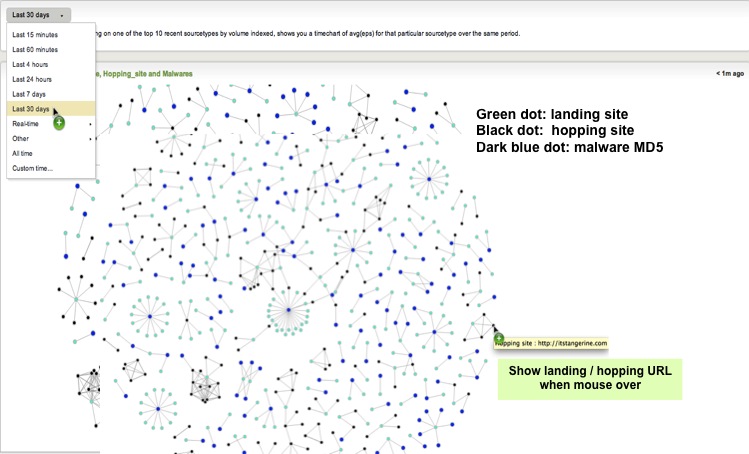 Last 30 days
Last 15 minutes
Last 60 minutes
Last 4 hours
Last 24 hours
Last 7 days
Last 30 days
Real-time
Other
All time
Custom time...
on one of the top 10 recent sourcetypes by volume indexed, shows you a timechart of avg(eps) for that particular sourcetype over the same period.
, Hopping_site and Malwares
< 1m ago
Green dot: landing site
Black dot: hopping site
Dark blue dot: malware MD5
Hopping site : http://itstangerine.com
Show landing / hopping URL
when mouse over